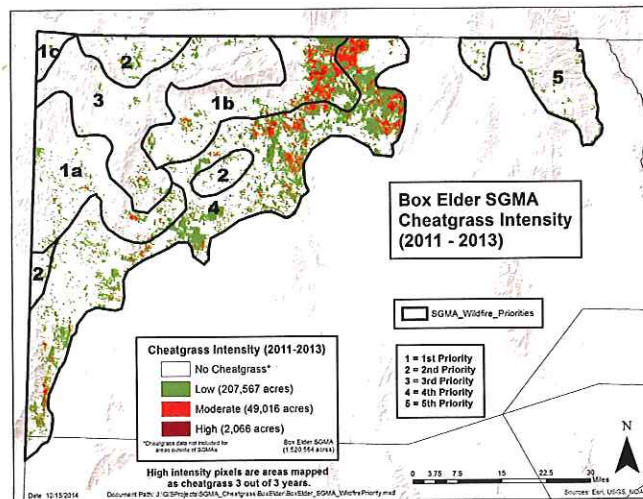 1c
2
3
1b
5
1a
2
4
2
Box Elder SGMA
Cheatgrass Intensity
(2011 - 2013)
SGMA_Wildfire_Priorities
Cheatgrass Intensity (2011-2013)
No Cheatgrass*
Low (207,567 acres)
Moderate (49,016 acres)
High (2,066 acres)
*Cheatgrass data not included for
areas outside of SGMAs
Box Elder SGMA
(1,520,564 acres)
1 = 1st Priority
2 = 2nd Priority
3 = 3rd Priority
4 = 4th Priority
5 = 5th Priority
High intensity pixels are areas mapped
as cheatgrass 3 out of 3 years.
N
0 3.75 7.5 15 22.5 30
Miles
Date 12/15/2014
Sources: Esri, USGS,